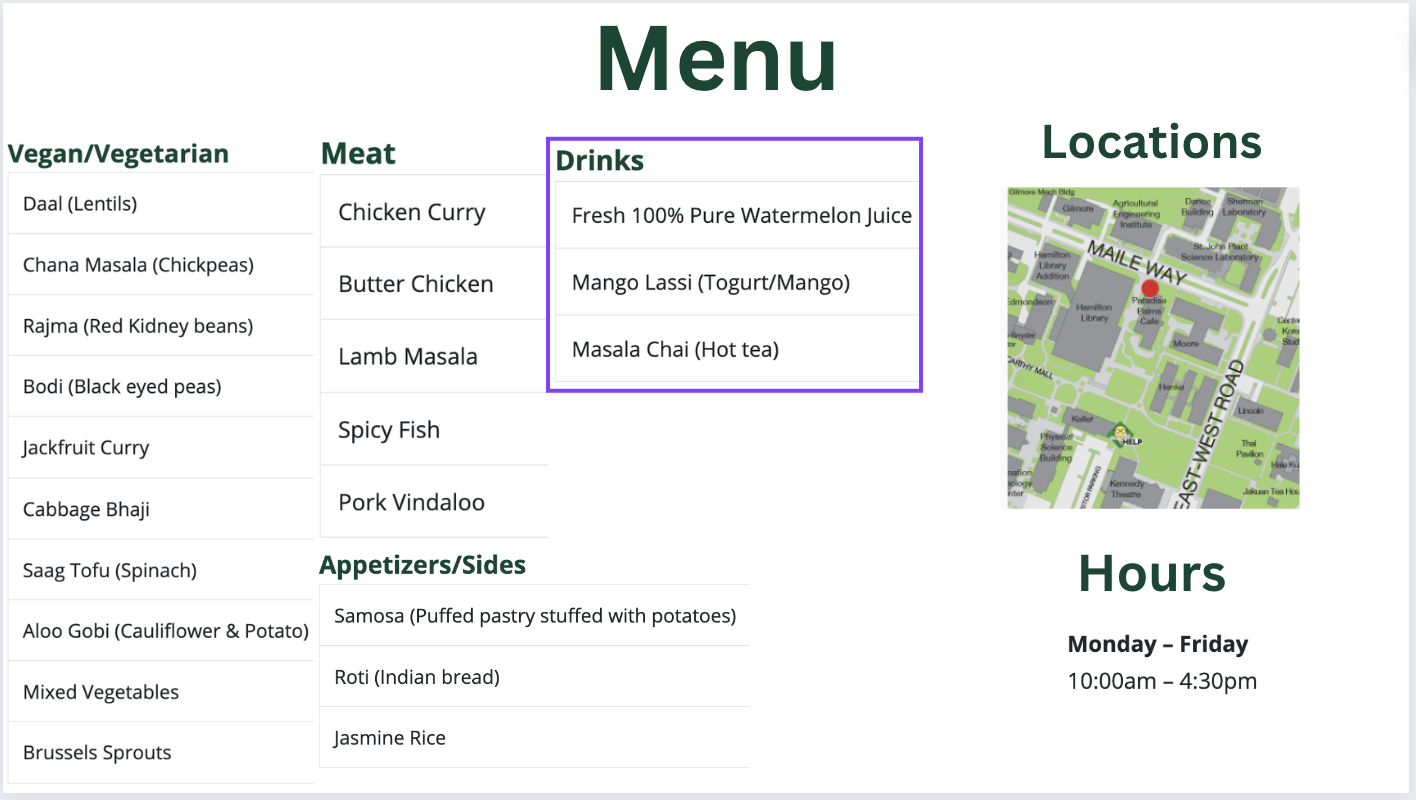 Menu
Vegan/Vegetarian
Daal (Lentils)
Chana Masala (Chickpeas)
Rajma (Red Kidney beans)
Bodi (Black eyed peas)
Jackfruit Curry
Cabbage Bhaji
Saag Tofu (Spinach)
Aloo Gobi (Cauliflower & Potato)
Mixed Vegetables
Brussels Sprouts
Meat
Chicken Curry
Butter Chicken
Lamb Masala
Spicy Fish
Pork Vindaloo
Appetizers/Sides
Samosa (Puffed pastry stuffed with potatoes)
Roti (Indian bread)
Jasmine Rice
Drinks
Fresh 100% Pure Watermelon Juice
Mango Lassi (Togurt/Mango)
Masala Chai (Hot tea)
Locations
Gilmore Mech Bldg
Gilmore
Agricultural
Engineering
Institute
Dance
Building
Sherman
Laboratory
St. John Plant
Science Laboratory
MAILE WAY
Hamilton
Library
Addition
Edmondson
Hamilton
Library
Paradise
Palms
Cafe
Moore
Henke
Keller
HELP
Physical
Science
Building
Kennedy
Theatre
EAST-WEST ROAD
Lincoln
Thai
Pavilion
Jakuan Tea Hou
Hours
Monday – Friday
10:00am – 4:30pm